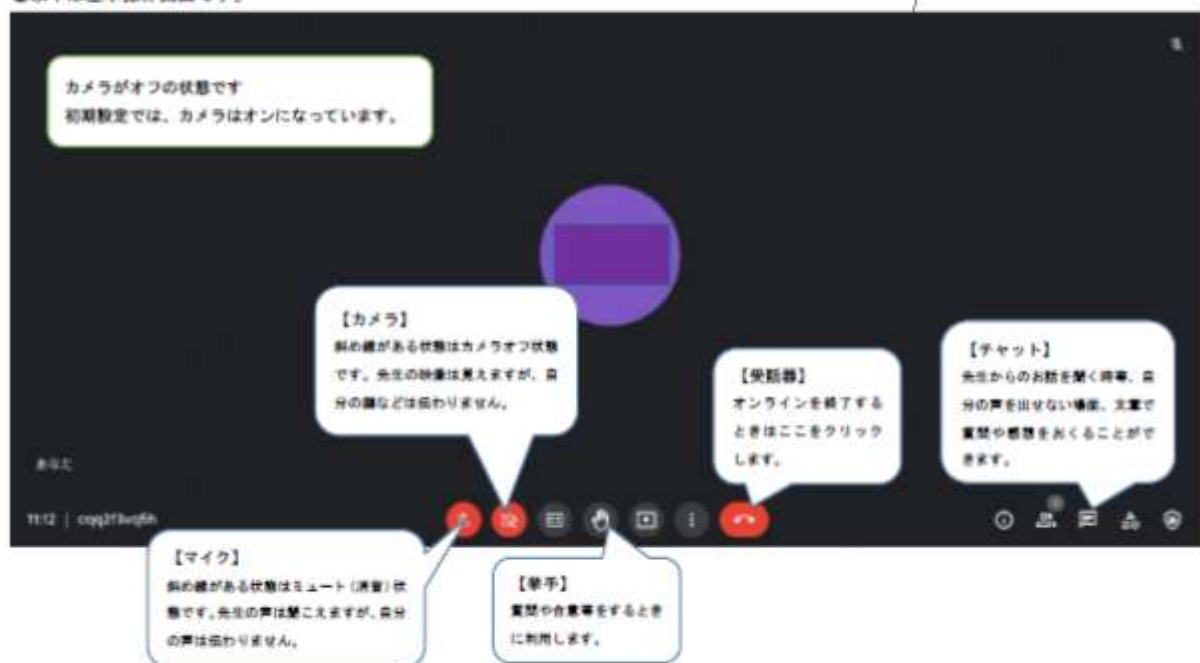 カメラがオフの状態です
初期設定では、カメラはオンになっています。
【カメラ】
斜め線がある状態はカメラオフ状態
です。先生の映像は見えますが、自
分の顔などは伝わりません。
【受話器】
オンラインを終了する
ときはここをクリック
します。
【チャット】
先生からのお話を聞く時等、自
分の声を出せない場面、文章で
質問や感想をおくることがで
きます。
あなた
11:12
【マイク】
斜め線がある状態はミュート(消音)状
態です。先生の声は聞こえますが、自分
の声は伝わりません。
【挙手】
質問や合意等をするとき
に利用します。